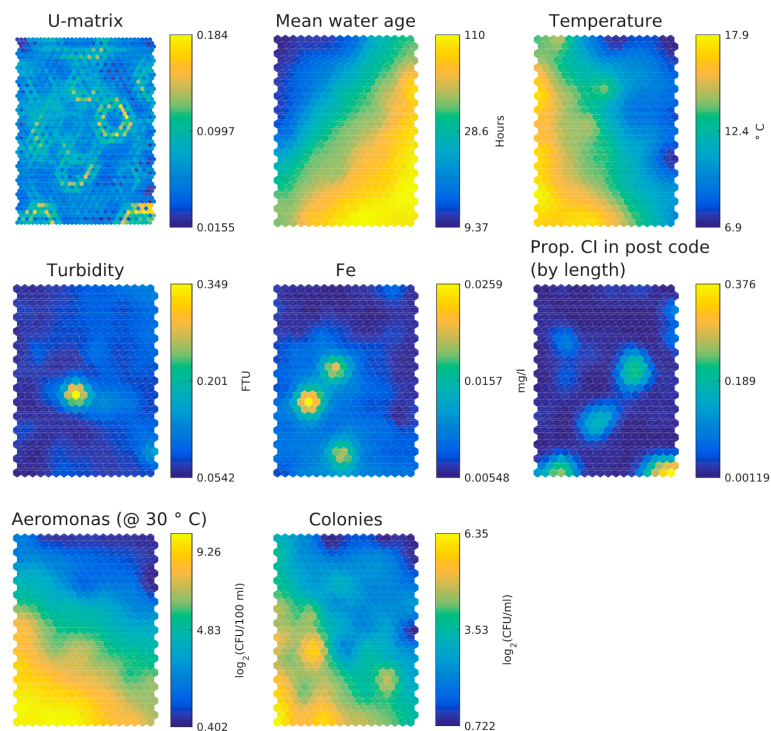 U-matrix
0.184
0.0997
0.0155
Mean water age
110
28.6
9.37
Hours
Temperature
17.9
12.4
6.9
° C
Turbidity
0.349
0.201
0.0542
FTU
Fe
0.0259
0.0157
0.00548
mg/l
Prop. CI in post code
(by length)
0.376
0.189
0.00119
Aeromonas (@ 30 ° C)
9.26
4.83
0.402
log2(CFU/100 ml)
Colonies
6.35
3.53
0.722
log2(CFU/ml)